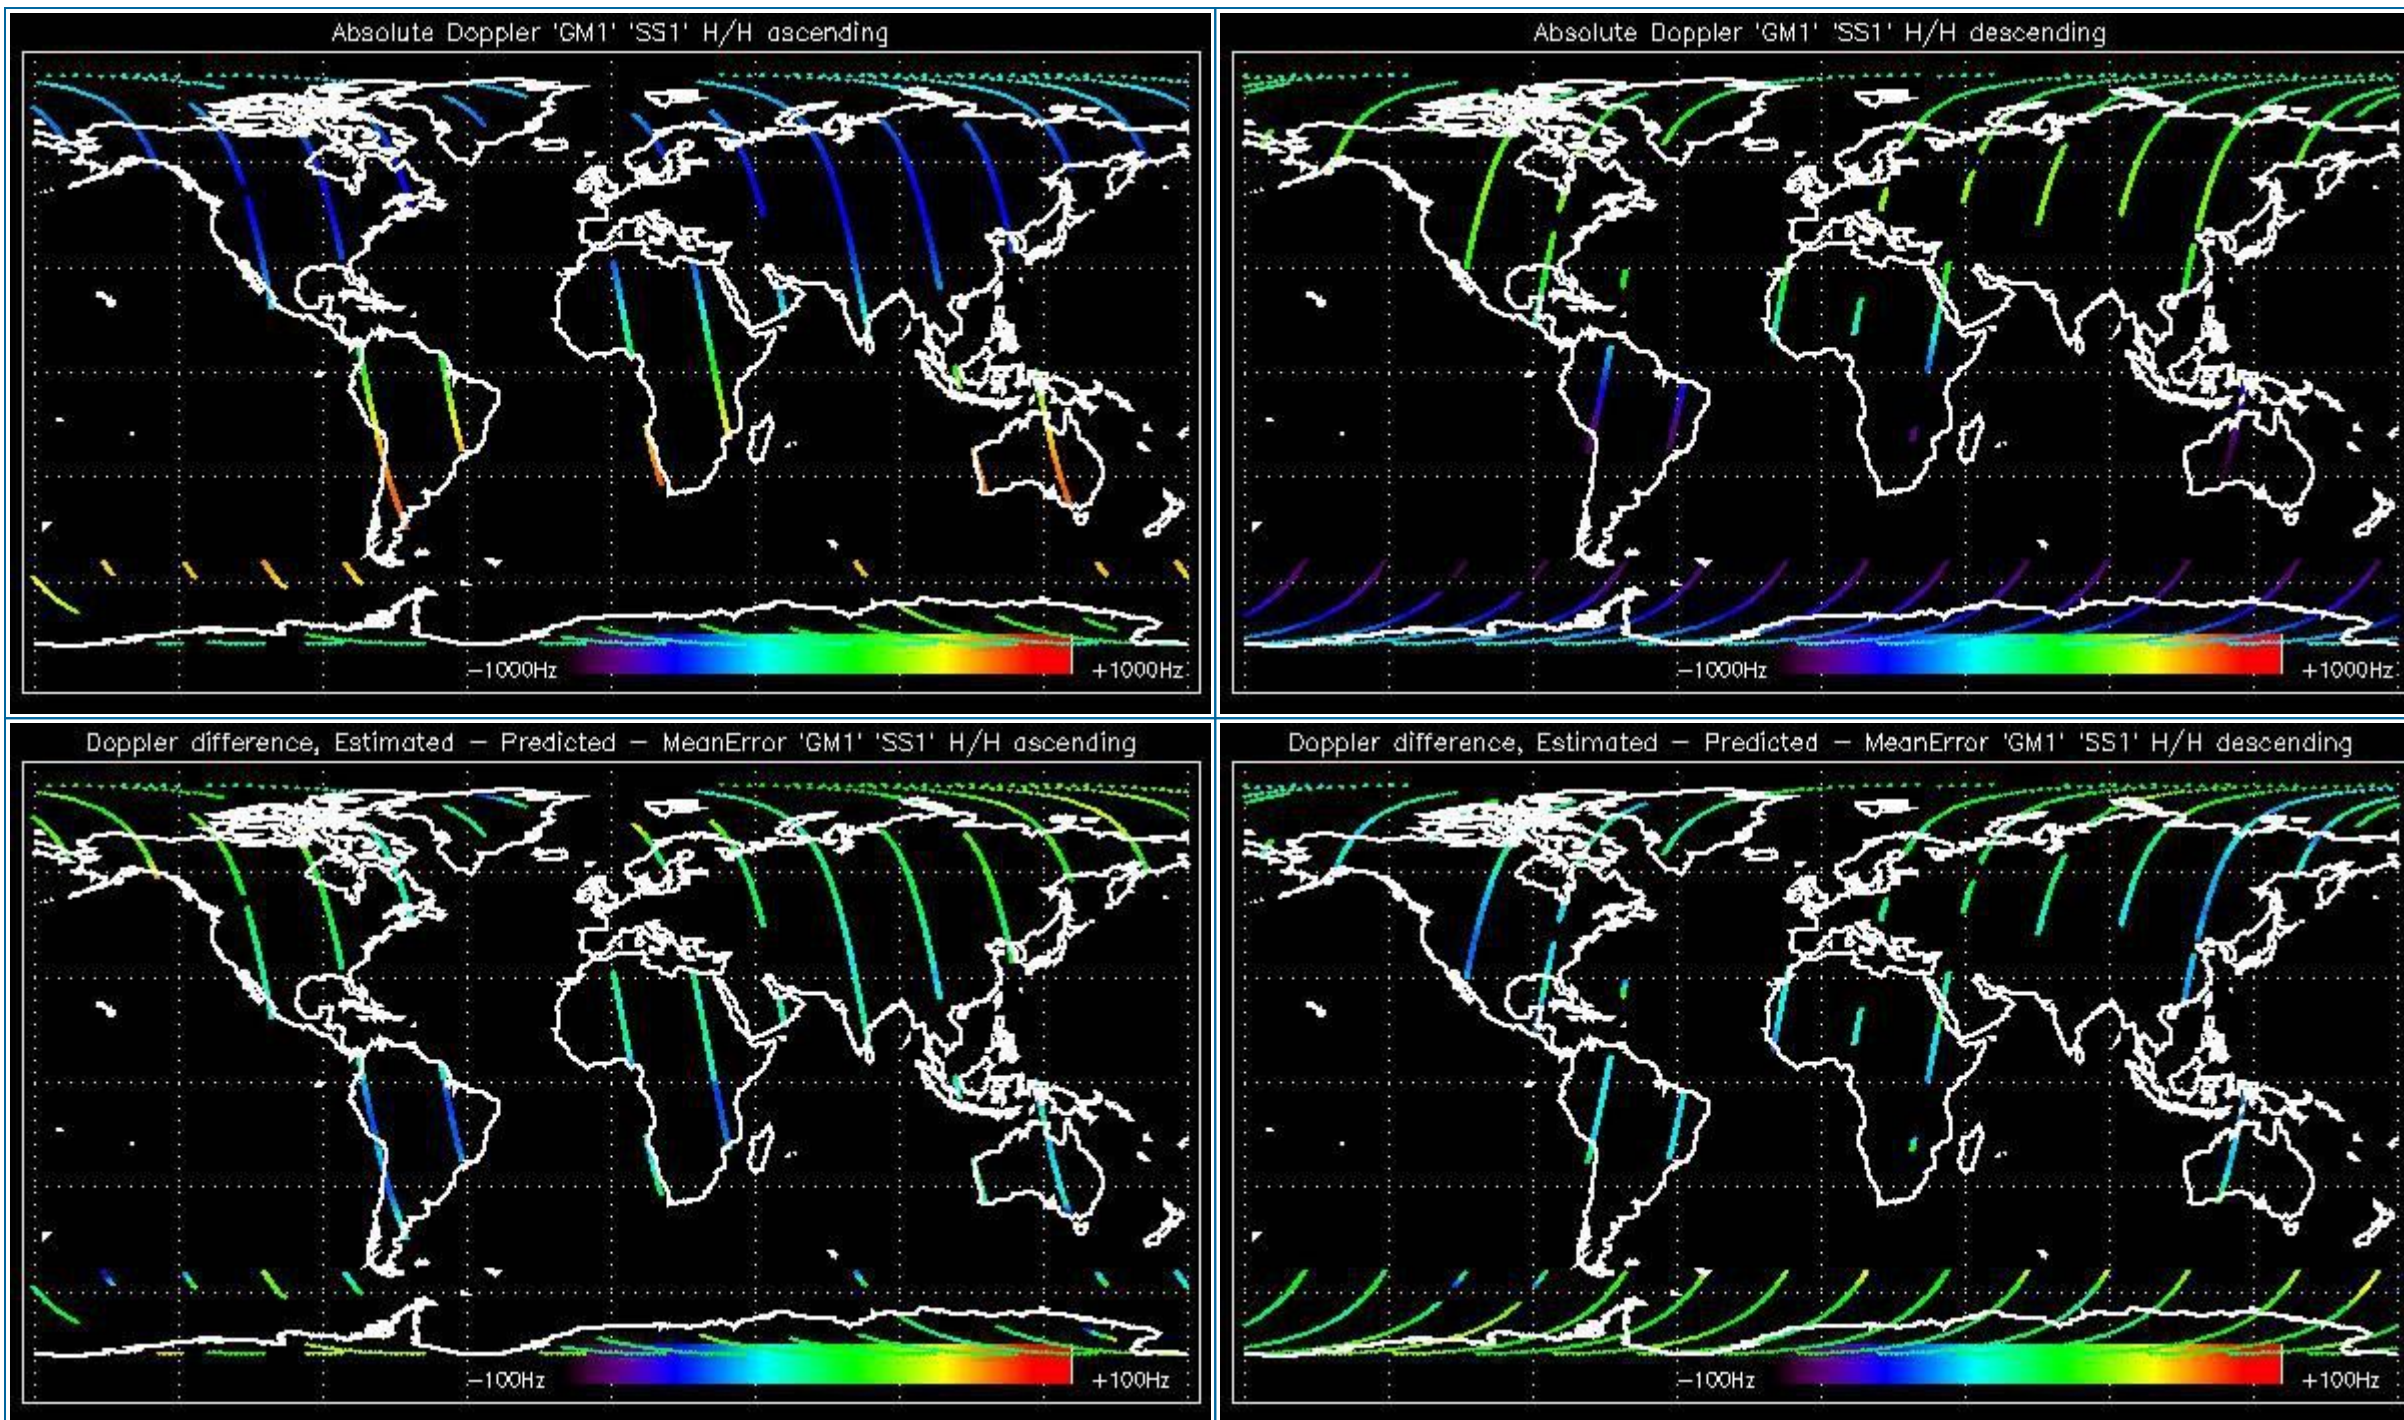 Absolute Doppler 'GM1' 'SS1' H/H ascending
-1000Hz
+1000Hz
Absolute Doppler 'GM1' 'SS1' H/H descending
-1000Hz
+1000Hz
Doppler difference, Estimated - Predicted - MeanError 'GM1' 'SS1' H/H ascending
-100Hz
+100Hz
Doppler difference, Estimated - Predicted - MeanError 'GM1' 'SS1' H/H descending
-100Hz
+100Hz